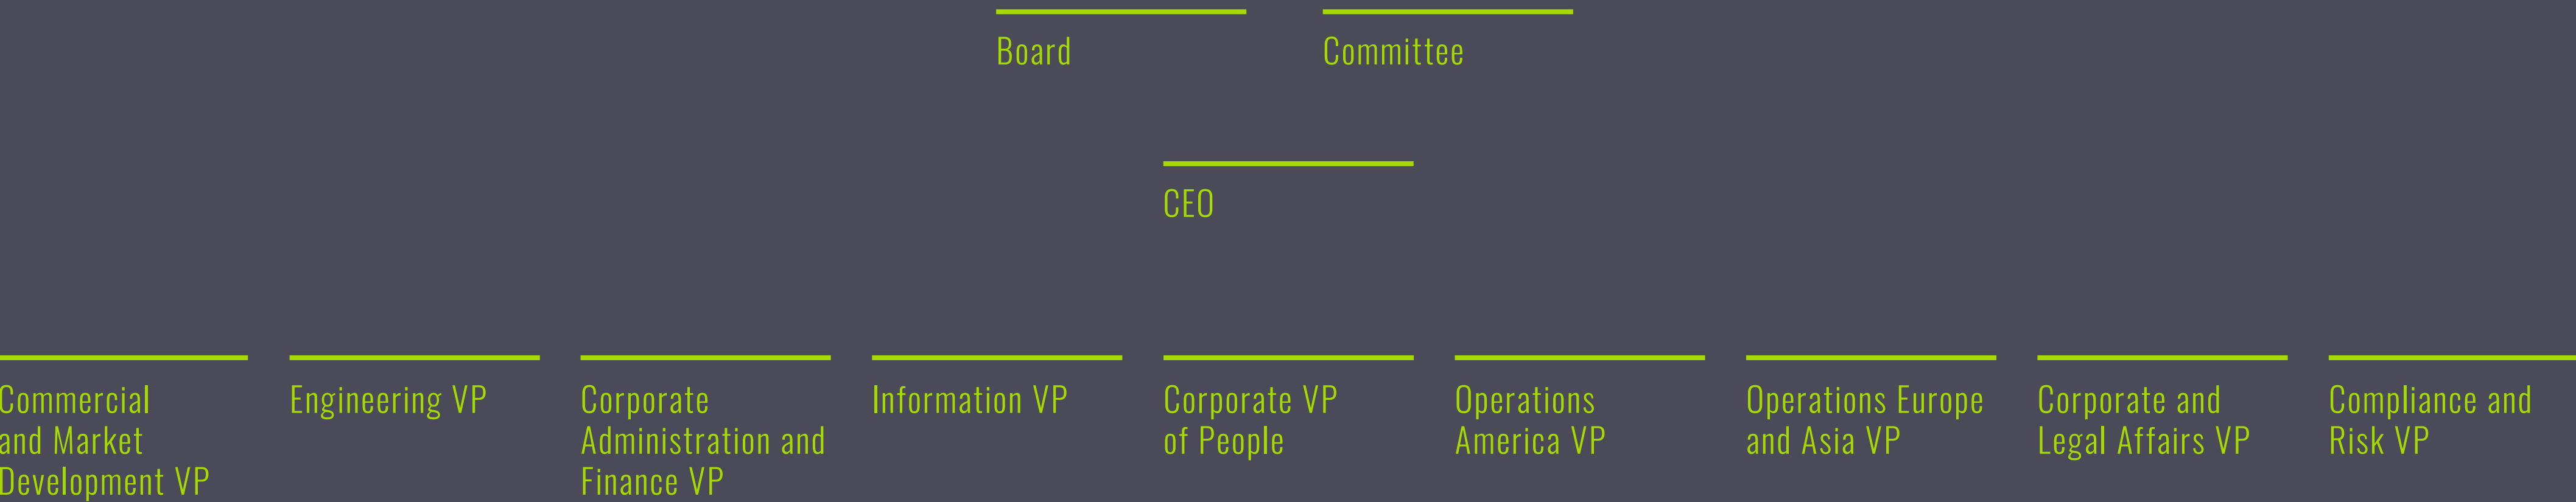 Board
Committee
CEO
Commercial
and Market
Development VP
Engineering VP
Corporate
Administration and
Finance VP
Information VP
Corporate VP
of People
Operations
America VP
Operations Europe
and Asia VP
Corporate and
Legal Affairs VP
Compliance and
Risk VP